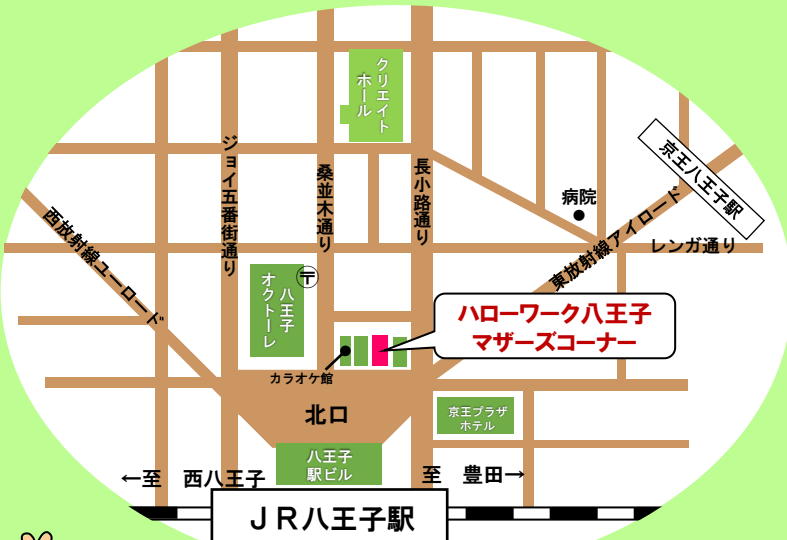 クリエイト
ホール
ジョイ五番街通り
桑並木通り
長小路通り
病院
京王八王子駅
西放射線ユーロード
東放射線アイロード
レンガ通り
〒
八王子
オクトーレ
ハローワーク八王子
マザーズコーナー
カラオケ館
北口
京王プラザ
ホテル
八王子
駅ビル
←至 西八王子
至 豊田→
JR八王子駅